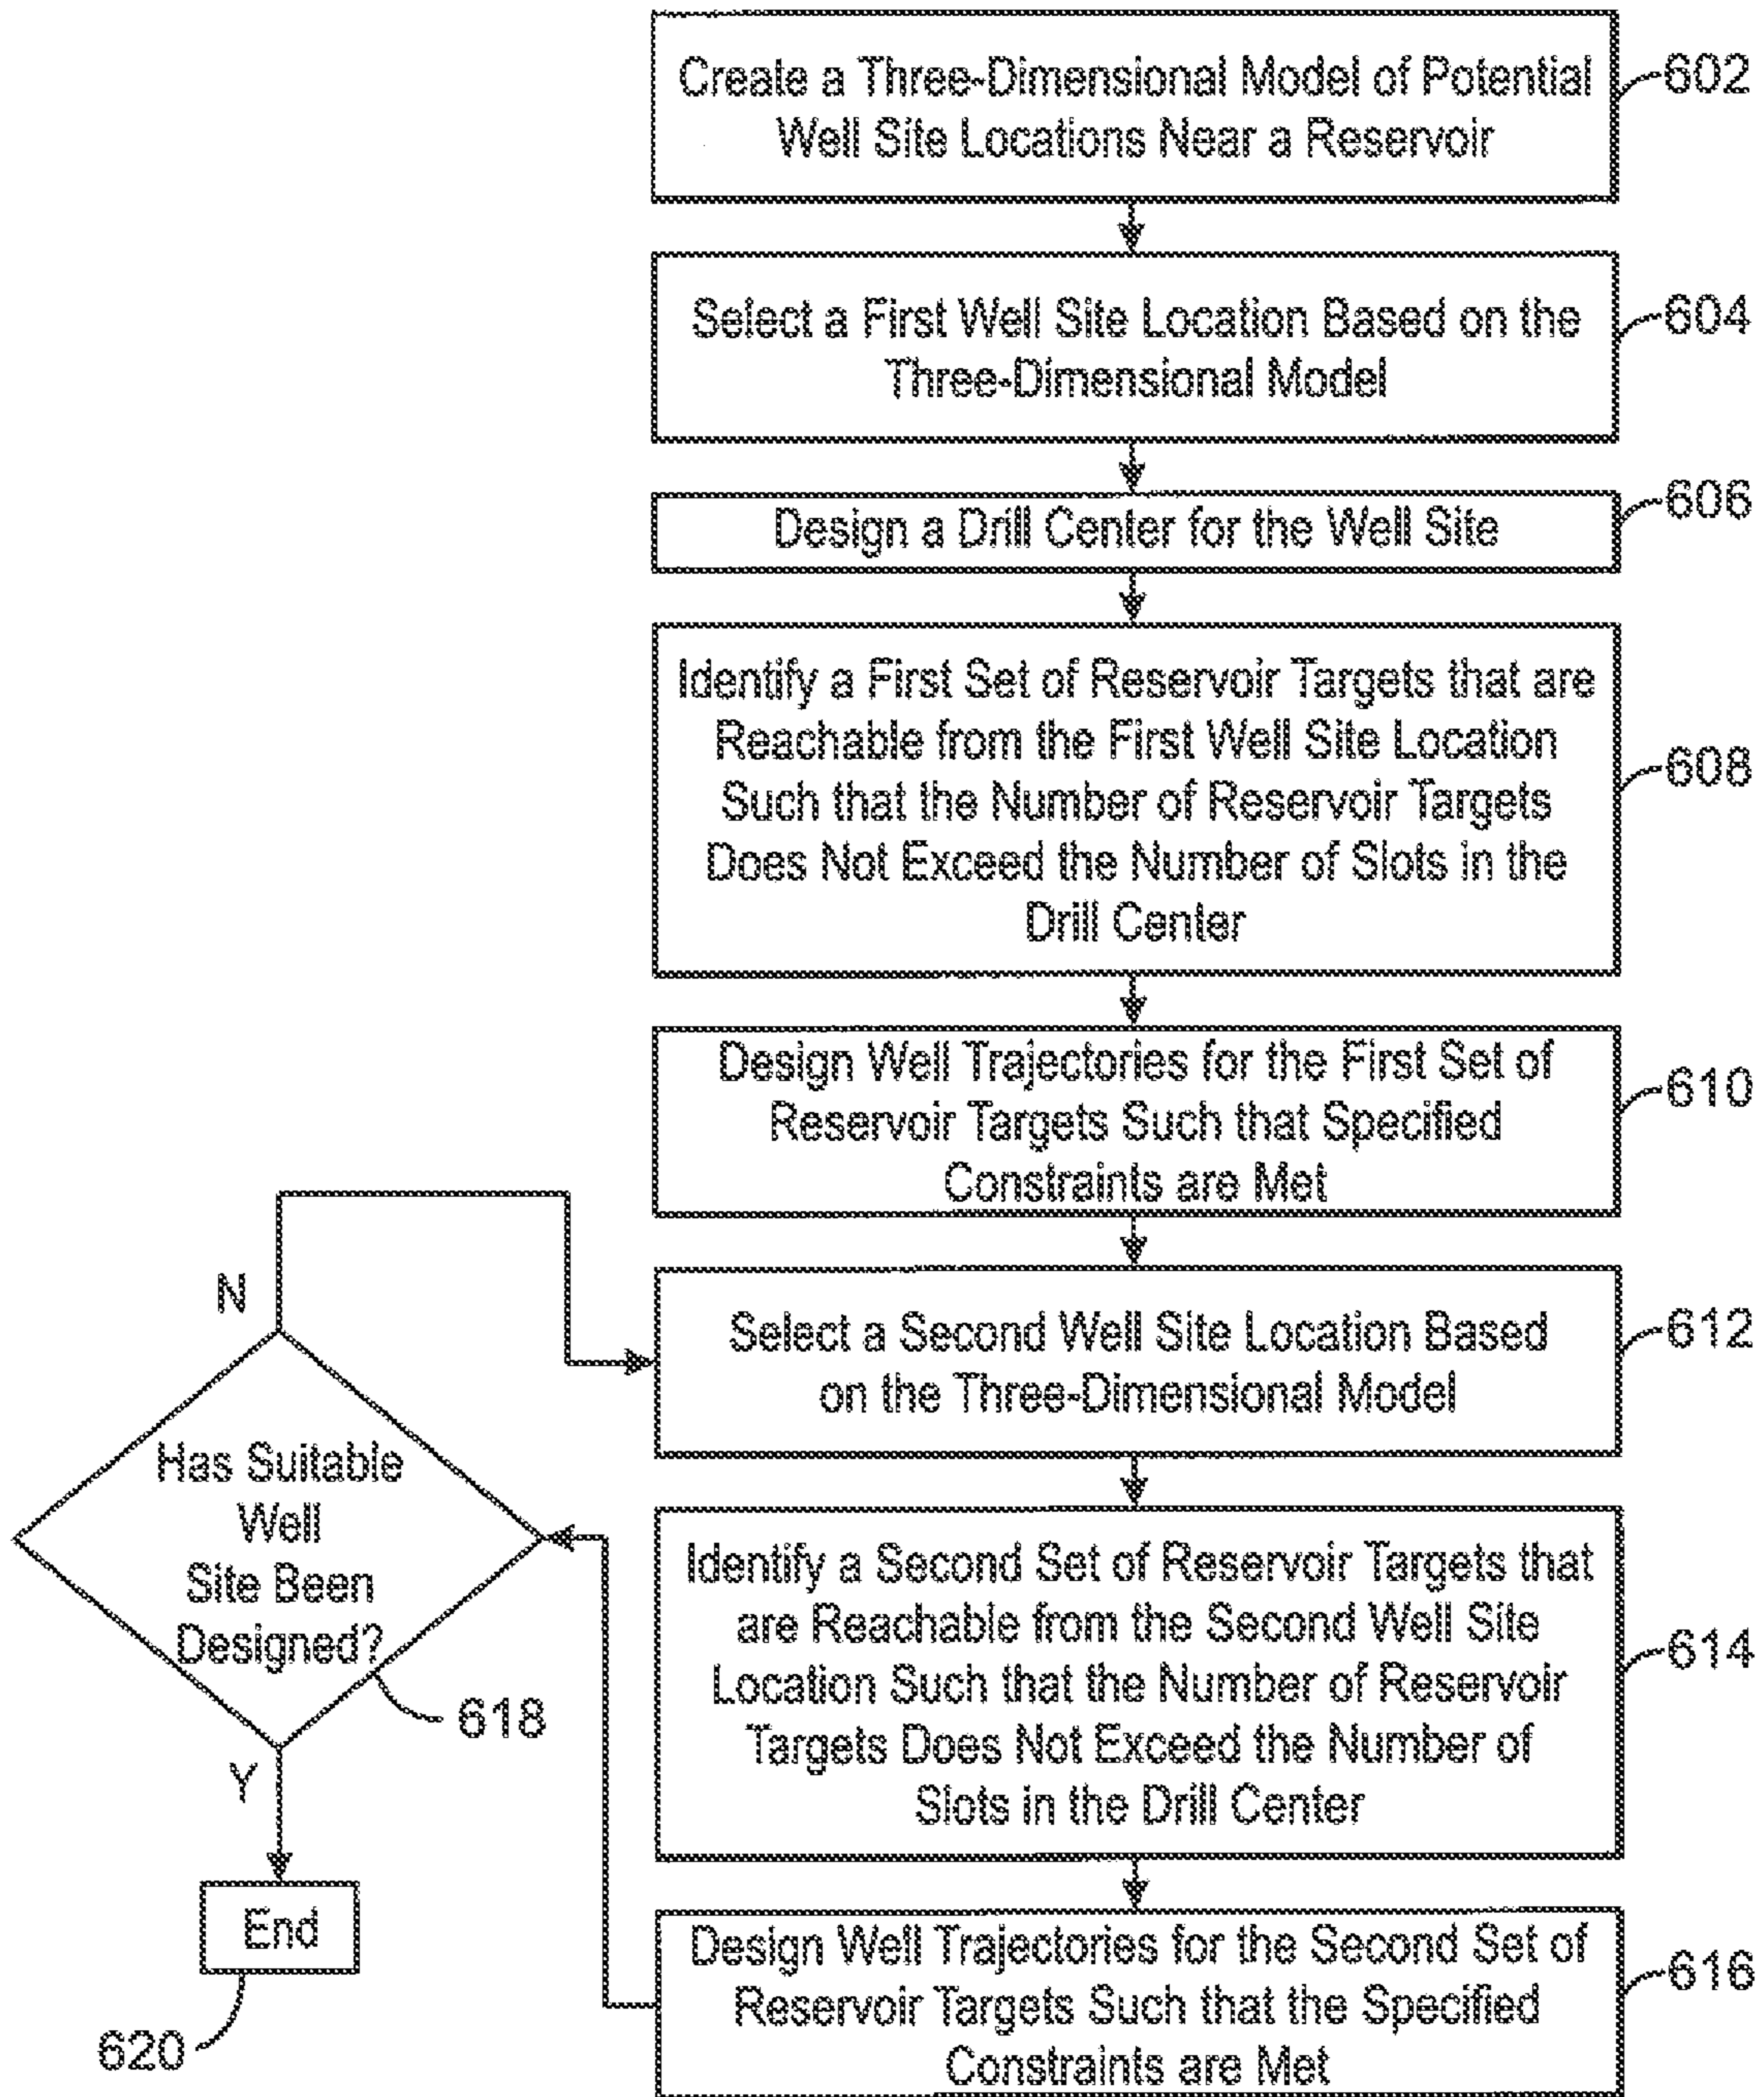 Create a Three-Dimensional Model of Potential
Well Site Locations Near a Reservoir
602
Select a First Well Site Location Based on the
Three-Dimensional Model
604
Design a Drill Center for the Well Site
606
Identify a First Set of Reservoir Targets that are
Reachable from the First Well Site Location
Such that the Number of Reservoir Targets
Does Not Exceed the Number of Slots in the
Drill Center
608
Design Well Trajectories for the First Set of
Reservoir Targets Such that Specified
Constraints are Met
610
Select a Second Well Site Location Based
on the Three-Dimensional Model
612
Identify a Second Set of Reservoir Targets that
are Reachable from the Second Well Site
Location Such that the Number of Reservoir
Targets Does Not Exceed the Number of
Slots in the Drill Center
614
Design Well Trajectories for the Second Set of
Reservoir Targets Such that the Specified
Constraints are Met
616
N
Has Suitable
Well
Site Been
Designed?
618
Y
End
620